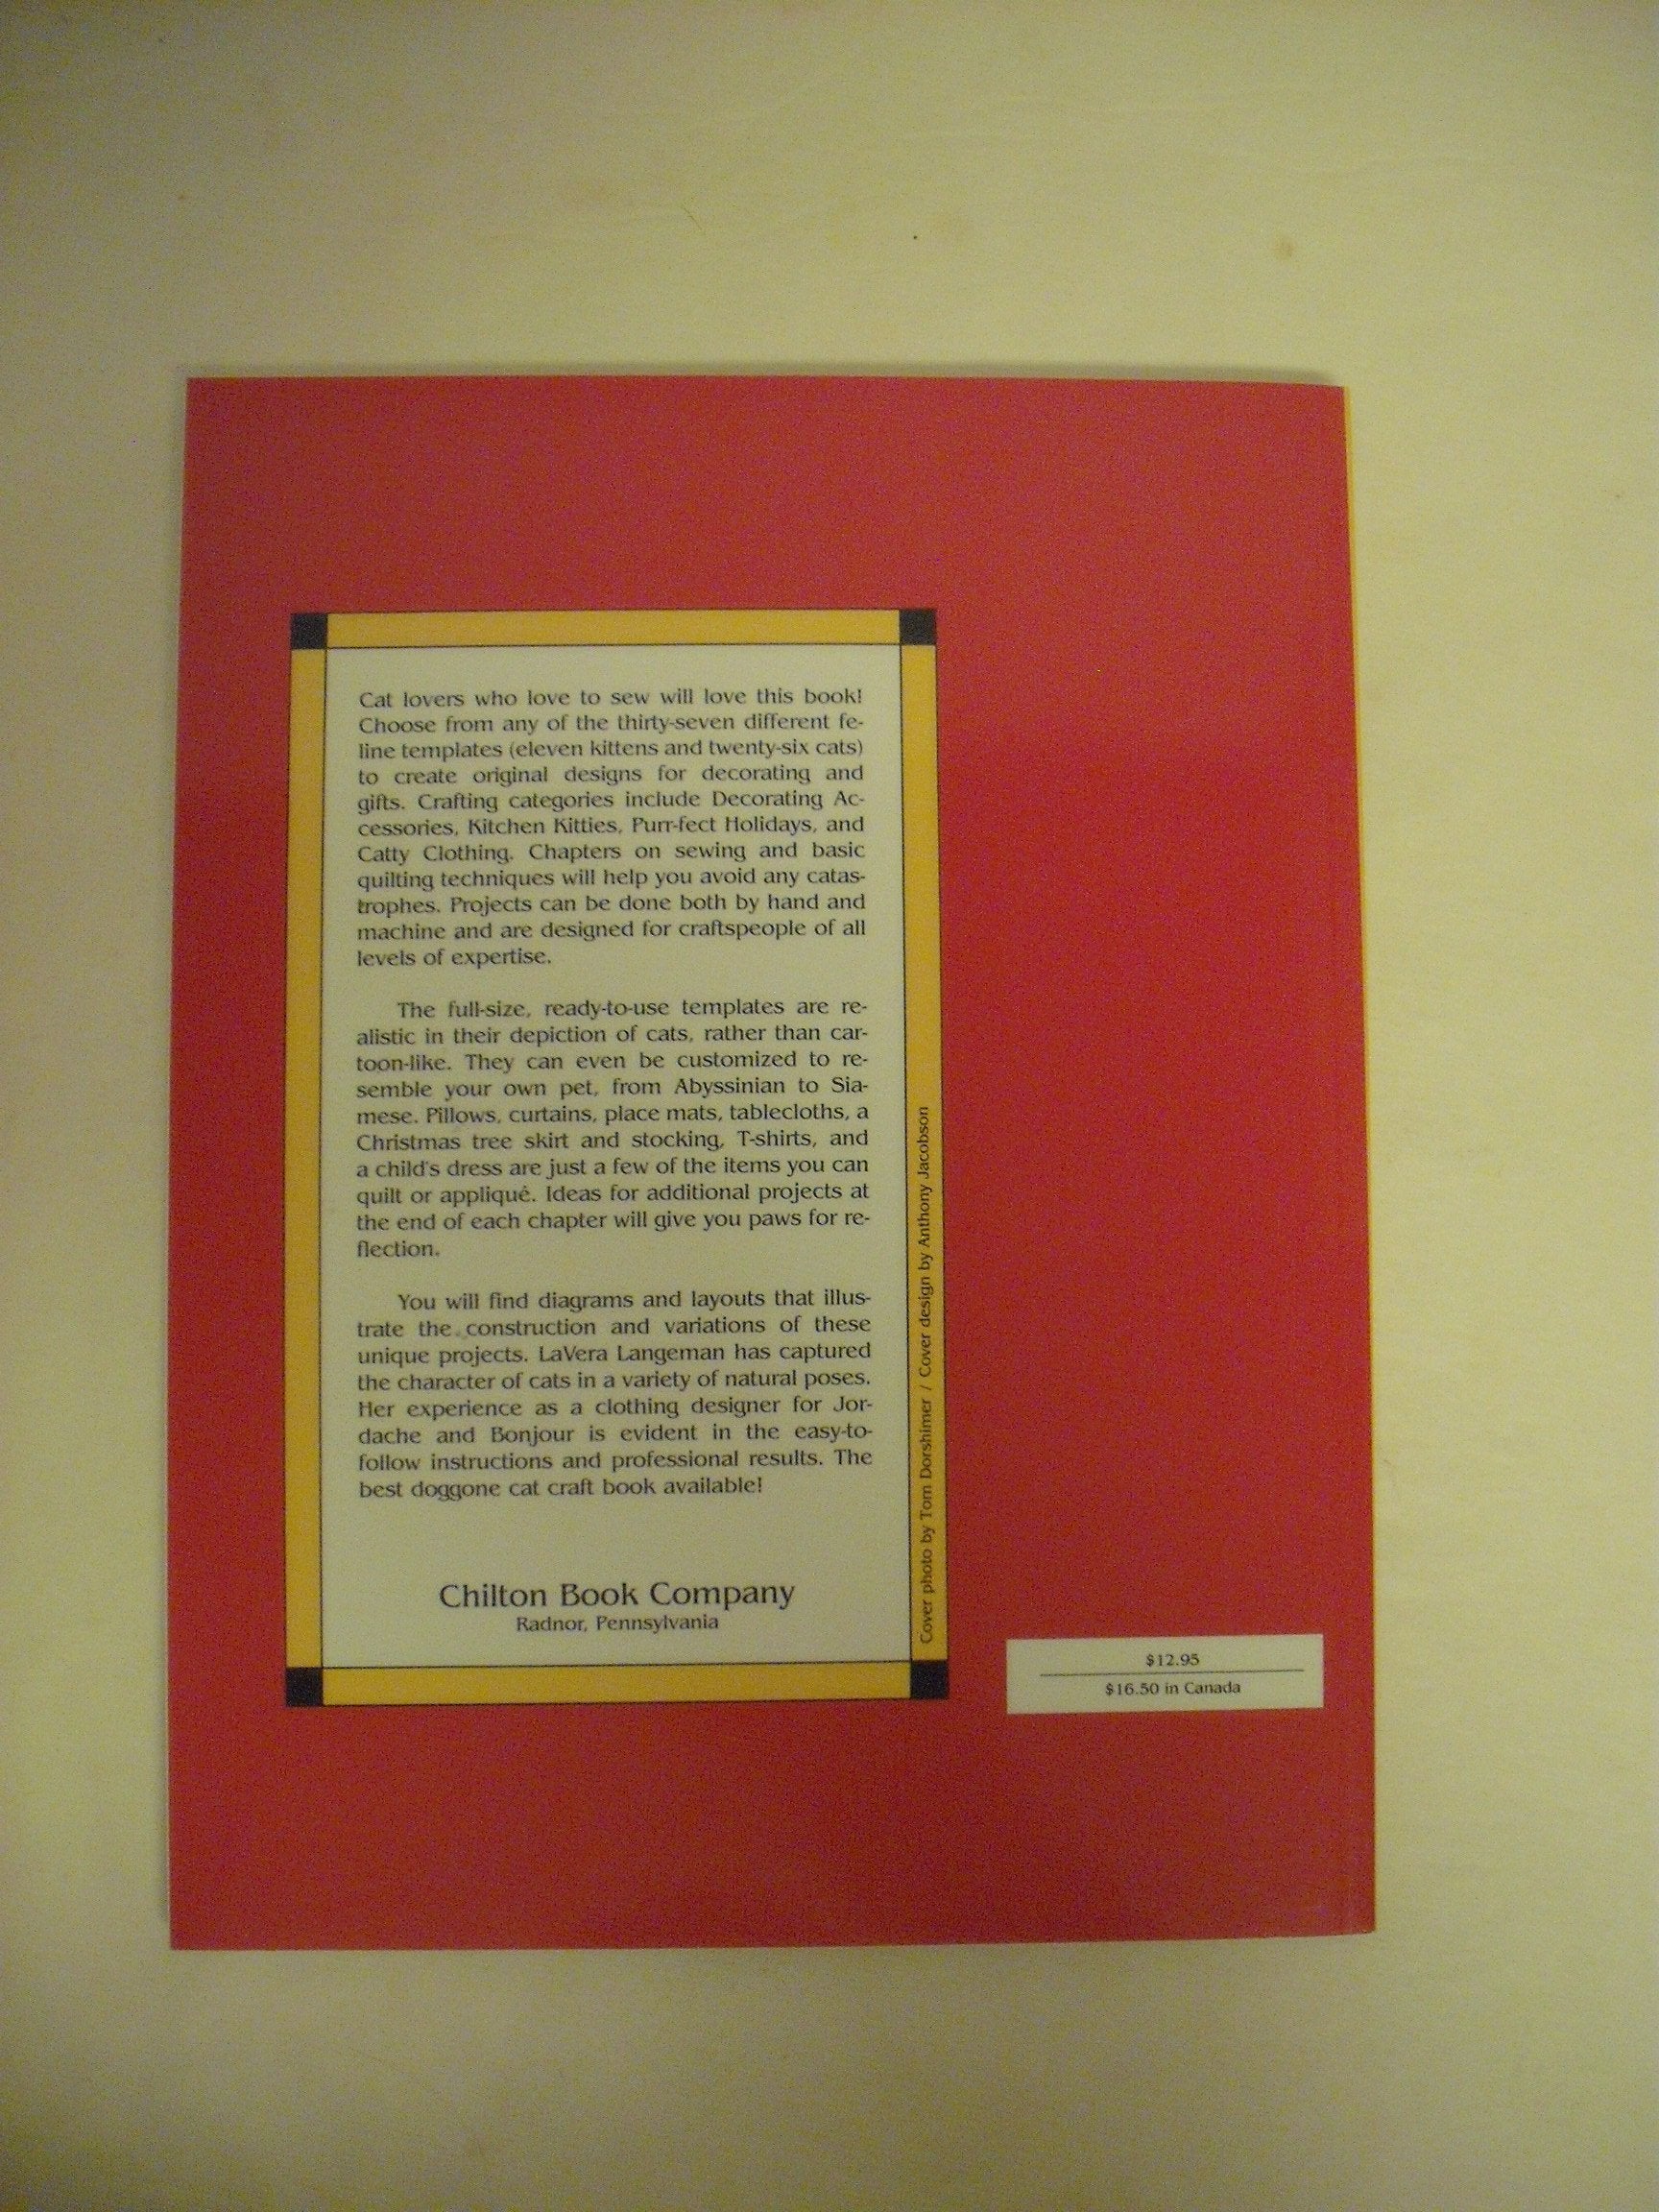 Cat lovers who love to sew will love this book!
Choose from any of the thirty-seven different fe-
line templates (eleven kittens and twenty-six cats)
to create original designs for decorating and
gifts. Crafting categories include Decorating Ac-
cessories, Kitchen Kitties, Purr-fect Holidays, and
Catty Clothing. Chapters on sewing and basic
quilting techniques will help you avoid any catas-
trophes. Projects can be done both by hand and
machine and are designed for craftspeople of all
levels of expertise.
The full-size, ready-to-use templates are re-
alistic in their depiction of cats, rather than car-
toon-like. They can even be customized to re-
semble your own pet, from Abyssinian to Sia-
mese. Pillows, curtains, place mats, tablecloths, a
Christmas tree skirt and stocking, T-shirts, and
a child's dress are just a few of the items you can
quilt or appliqué. Ideas for additional projects at
the end of each chapter will give you paws for re-
flection.
You will find diagrams and layouts that illus-
trate the construction and variations of these
unique projects. LaVera Langeman has captured
the character of cats in a variety of natural poses.
Her experience as a clothing designer for Jor-
dache and Bonjour is evident in the easy-to-
follow instructions and professional results. The
best doggone cat craft book available!
Chilton Book Company
Radnor, Pennsylvania
Cover photo by Tom Dorshimer / Cover design by Anthony Jacobson
$12.95
$16.50 in Canada